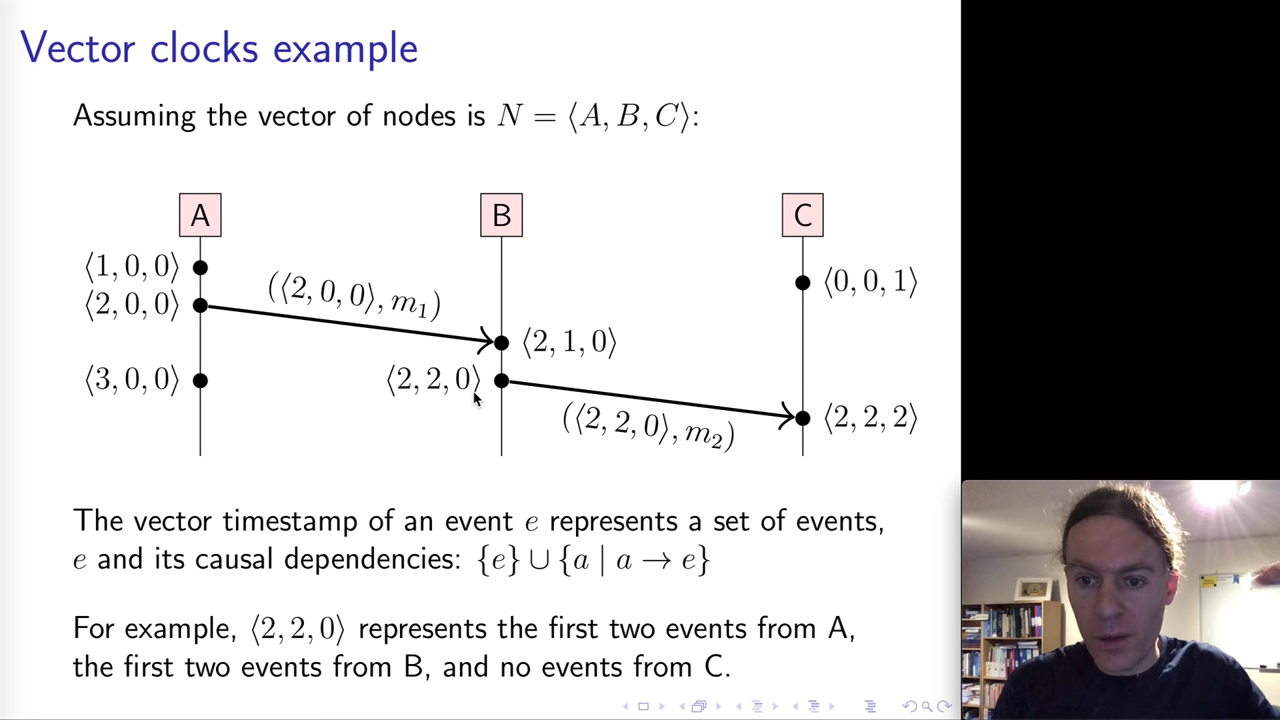 Vector clocks example
Assuming the vector of nodes is N = ⟨A, B, C⟩:
A
B
C
⟨1, 0, 0⟩
⟨2, 0, 0⟩
(⟨2, 0, 0⟩, m₁)
⟨0, 0, 1⟩
⟨2, 1, 0⟩
⟨3, 0, 0⟩
⟨2, 2, 0⟩
(⟨2, 2, 0⟩, m₂)
⟨2, 2, 2⟩
The vector timestamp of an event e represents a set of events,
e and its causal dependencies: {e} ∪ {a | a → e}
For example, ⟨2, 2, 0⟩ represents the first two events from A,
the first two events from B, and no events from C.